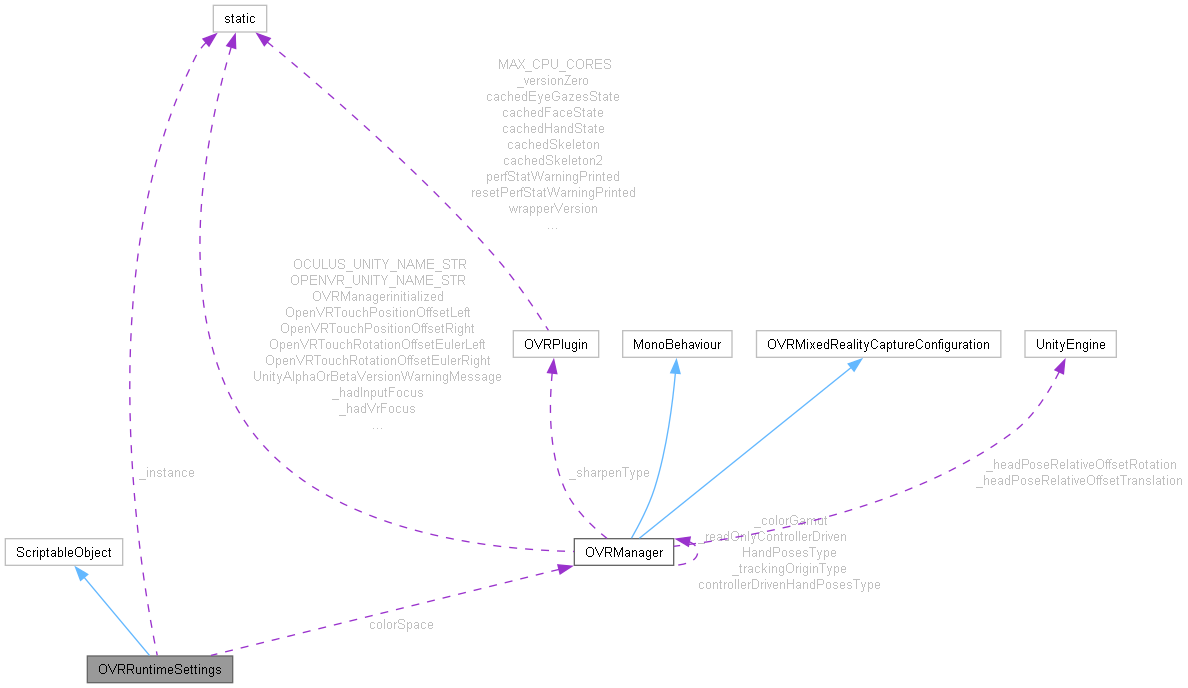 static
MAX_CPU_CORES
_versionZero
cachedEyeGazesState
cachedFaceState
cachedHandState
cachedSkeleton
cachedSkeleton2
perfStatWarningPrinted
resetPerfStatWarningPrinted
wrapperVersion
...
OCULUS_UNITY_NAME_STR
OPENVR_UNITY_NAME_STR
OVRManagerinitialized
OpenVRTouchPositionOffsetLeft
OpenVRTouchPositionOffsetRight
OpenVRTouchRotationOffsetEulerLeft
OpenVRTouchRotationOffsetEulerRight
UnityAlphaOrBetaVersionWarningMessage
_hadInputFocus
_hadVrFocus
...
OVRPlugin
MonoBehaviour
OVRMixedRealityCaptureConfiguration
UnityEngine
_instance
_sharpenType
_headPoseRelativeOffsetRotation
_headPoseRelativeOffsetTranslation
_colorGamut
_readOnlyControllerDriven
HandPosesType
_trackingOriginType
controllerDrivenHandPosesType
ScriptableObject
OVRManager
colorSpace
OVRRuntimeSettings